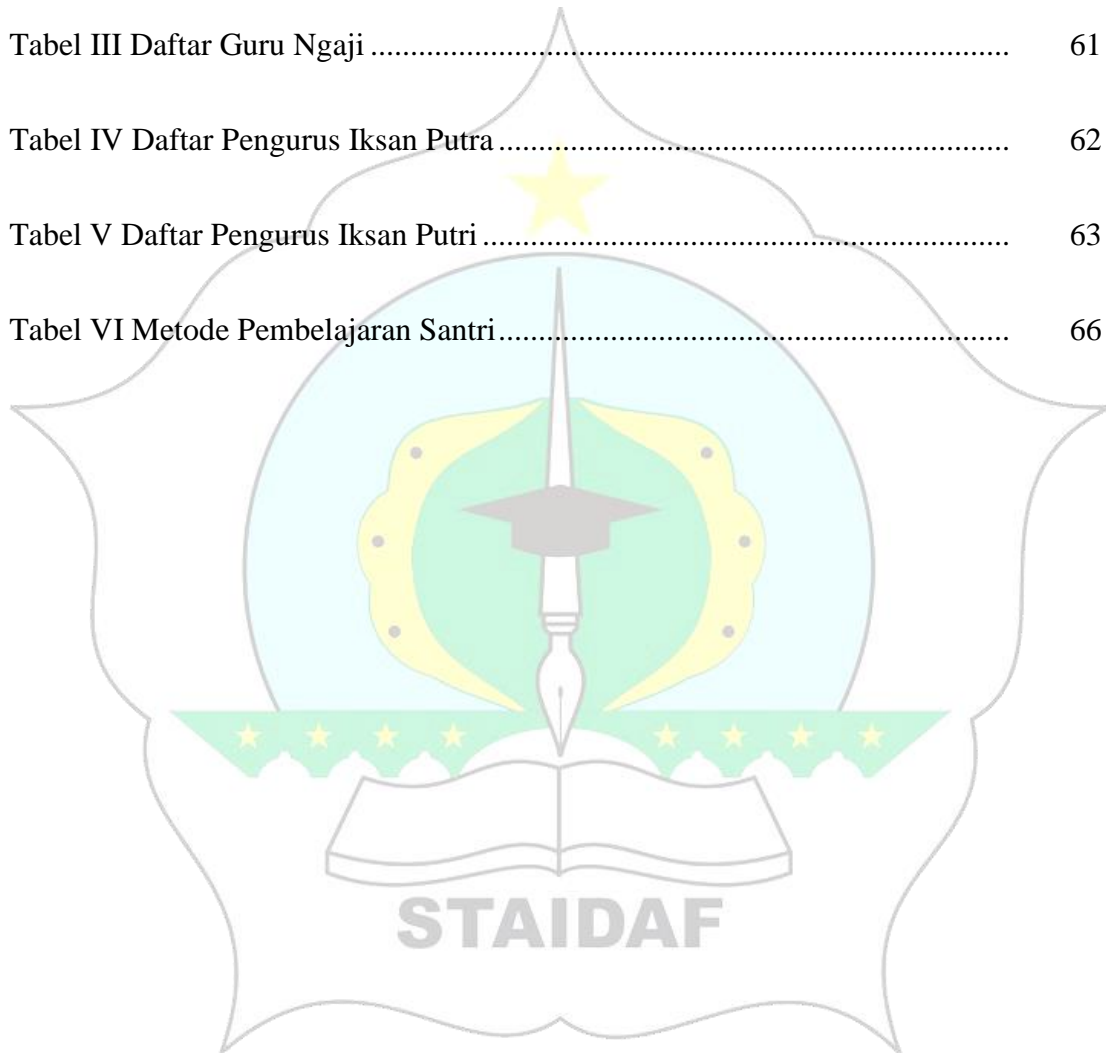 Tabel III Daftar Guru Ngaji ................................................................................ 61
Tabel IV Daftar Pengurus Iksan Putra ................................................................ 62
Tabel V Daftar Pengurus Iksan Putri .................................................................. 63
Tabel VI Metode Pembelajaran Santri ................................................................ 66
STAIDAF